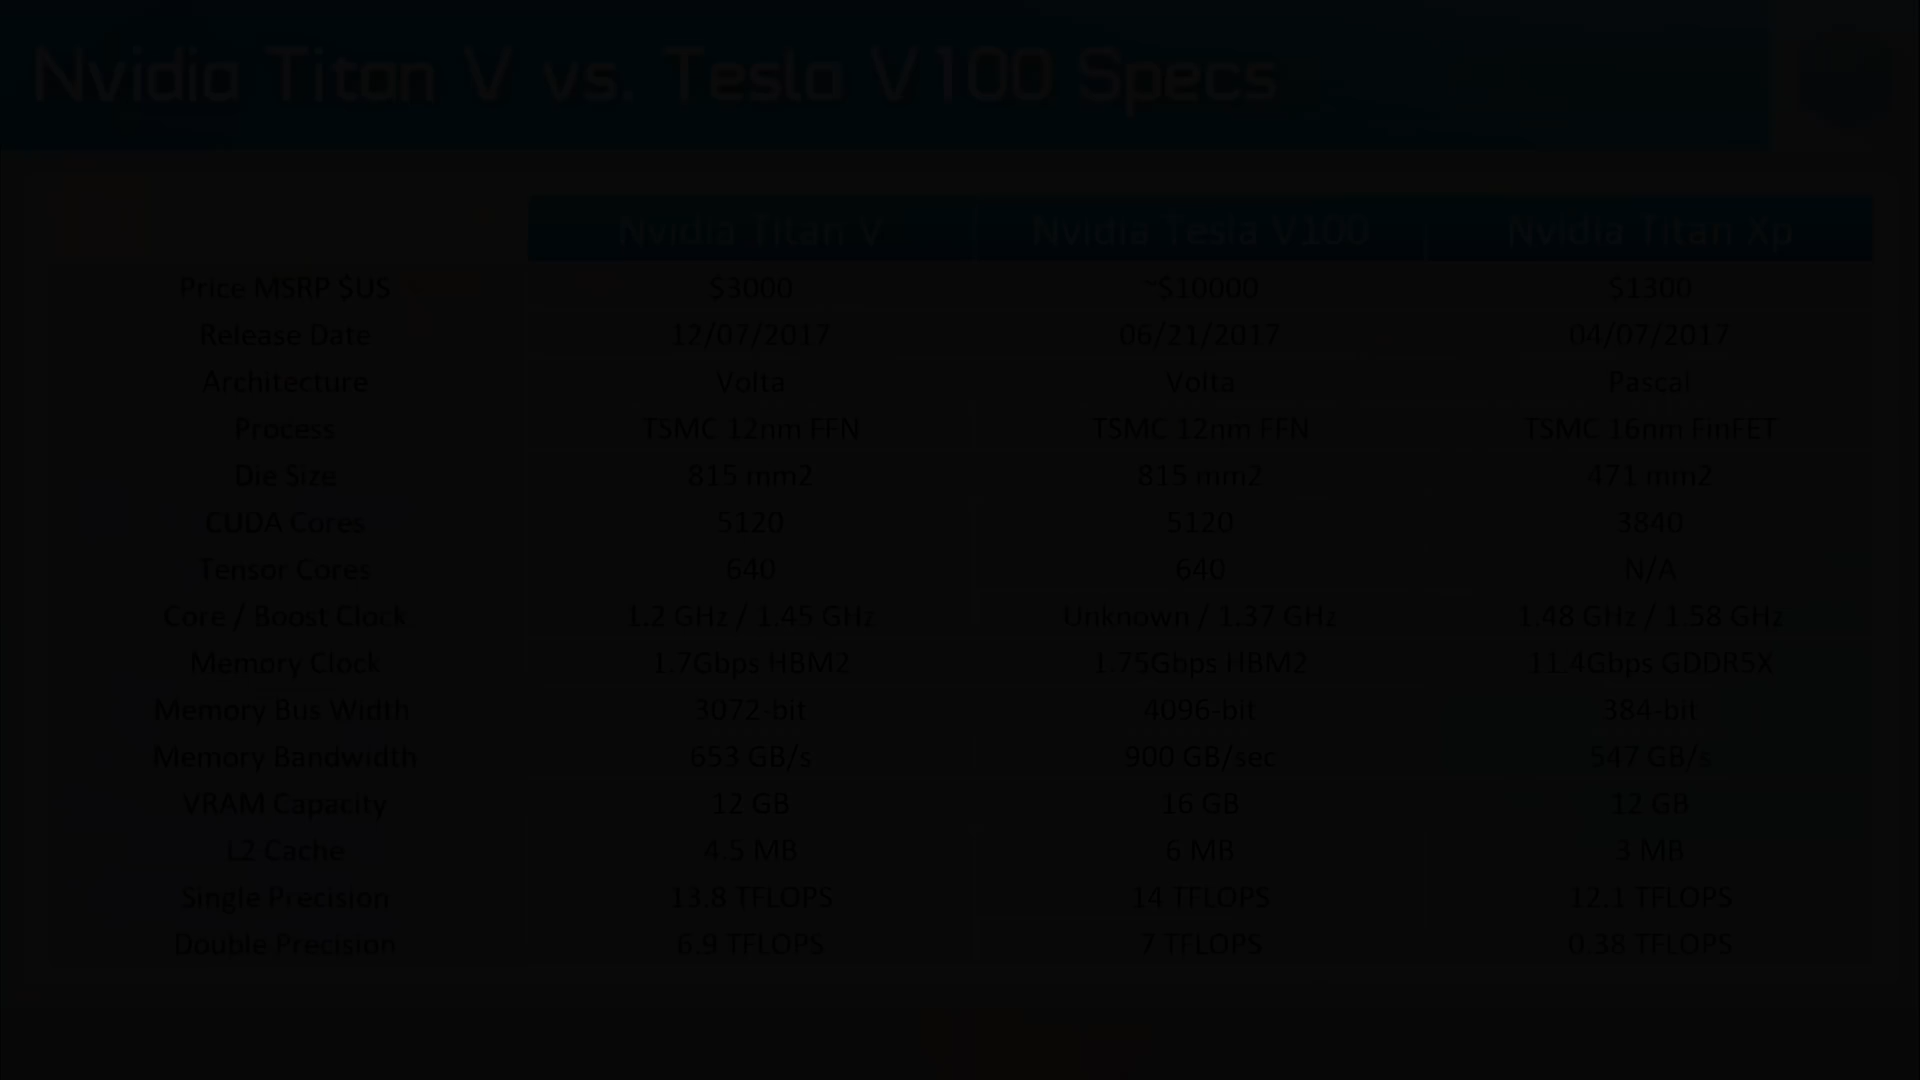 Nvidia Titan V vs. Tesla V100 Specs
Nvidia Titan V Nvidia Tesla V100 Nvidia Titan Xp
Price MSRP $US $3000 ~$10000 $1300
Release Date 12/07/2017 06/21/2017 04/07/2017
Architecture Volta Volta Pascal
Process TSMC 12nm FFN TSMC 12nm FFN TSMC 16nm FinFET
Die Size 815 mm2 815 mm2 471 mm2
CUDA Cores 5120 5120 3840
Tensor Cores 640 640 N/A
Core / Boost Clock 1.2 GHz / 1.45 GHz Unknown / 1.37 GHz 1.48 GHz / 1.58 GHz
Memory Clock 1.7Gbps HBM2 1.75Gbps HBM2 11.4Gbps GDDR5X
Memory Bus Width 3072-bit 4096-bit 384-bit
Memory Bandwidth 653 GB/s 900 GB/sec 547 GB/s
VRAM Capacity 12 GB 16 GB 12 GB
L2 Cache 4.5 MB 6 MB 3 MB
Single Precision 13.8 TFLOPS 14 TFLOPS 12.1 TFLOPS
Double Precision 6.9 TFLOPS 7 TFLOPS 0.38 TFLOPS